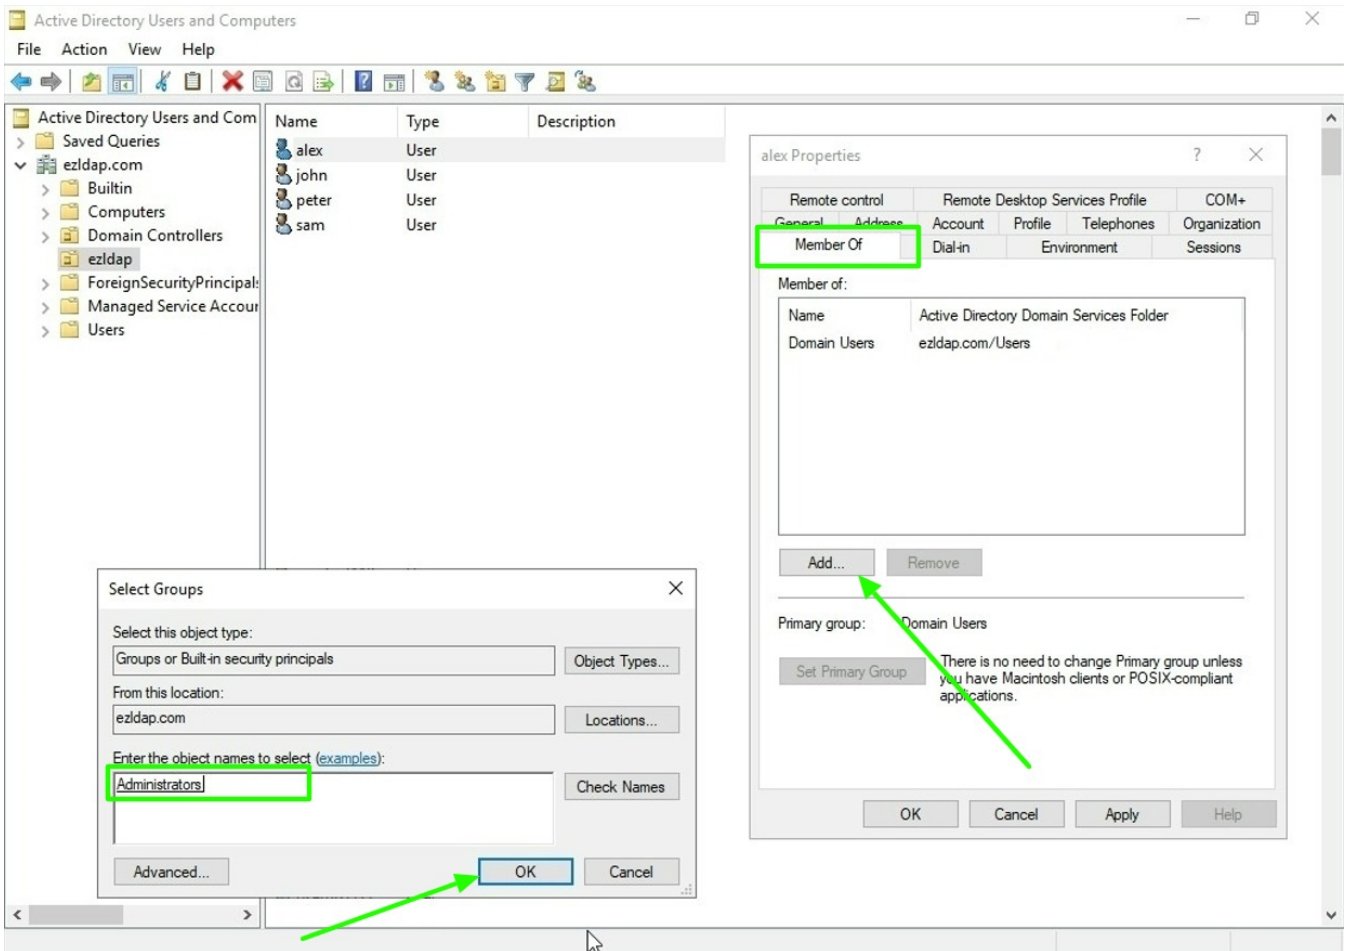 Active Directory Users and Computers
File Action View Help
Active Directory Users and Com
Saved Queries
ezldap.com
Builtin
Computers
Domain Controllers
ezldap
ForeignSecurityPrincipals
Managed Service Accour
Users
Name Type Description
alex User
john User
peter User
sam User
alex Properties
Remote control Remote Desktop Services Profile COM+
General Address Account Profile Telephones Organization
Member Of Dial-in Environment Sessions
Member of:
Name Active Directory Domain Services Folder
Domain Users ezldap.com/Users
Add... Remove
Primary group: Domain Users
Set Primary Group
There is no need to change Primary group unless
you have Macintosh clients or POSIX-compliant
applications.
OK Cancel Apply Help
Select Groups
Select this object type:
Groups or Built-in security principals Object Types...
From this location:
ezldap.com Locations...
Enter the object names to select (examples):
Administrators Check Names
Advanced... OK Cancel